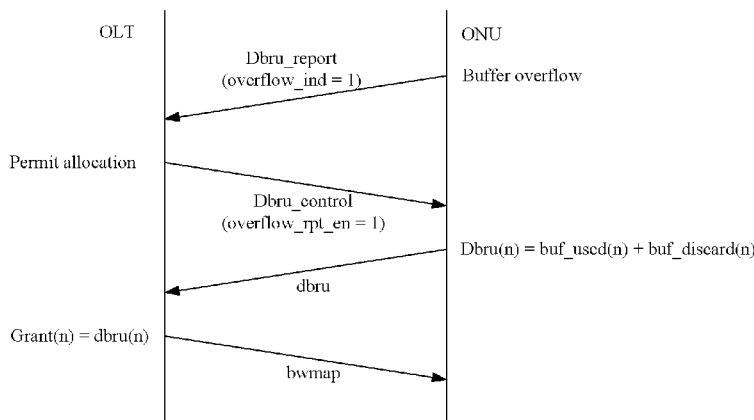 OLT
ONU
Dbru_report
(overflow_ind = 1)
Buffer overflow
Permit allocation
Dbru_control
(overflow_rpt_en = 1)
Dbru(n) = buf_used(n) + buf_discard(n)
dbru
Grant(n) = dbru(n)
bwmap